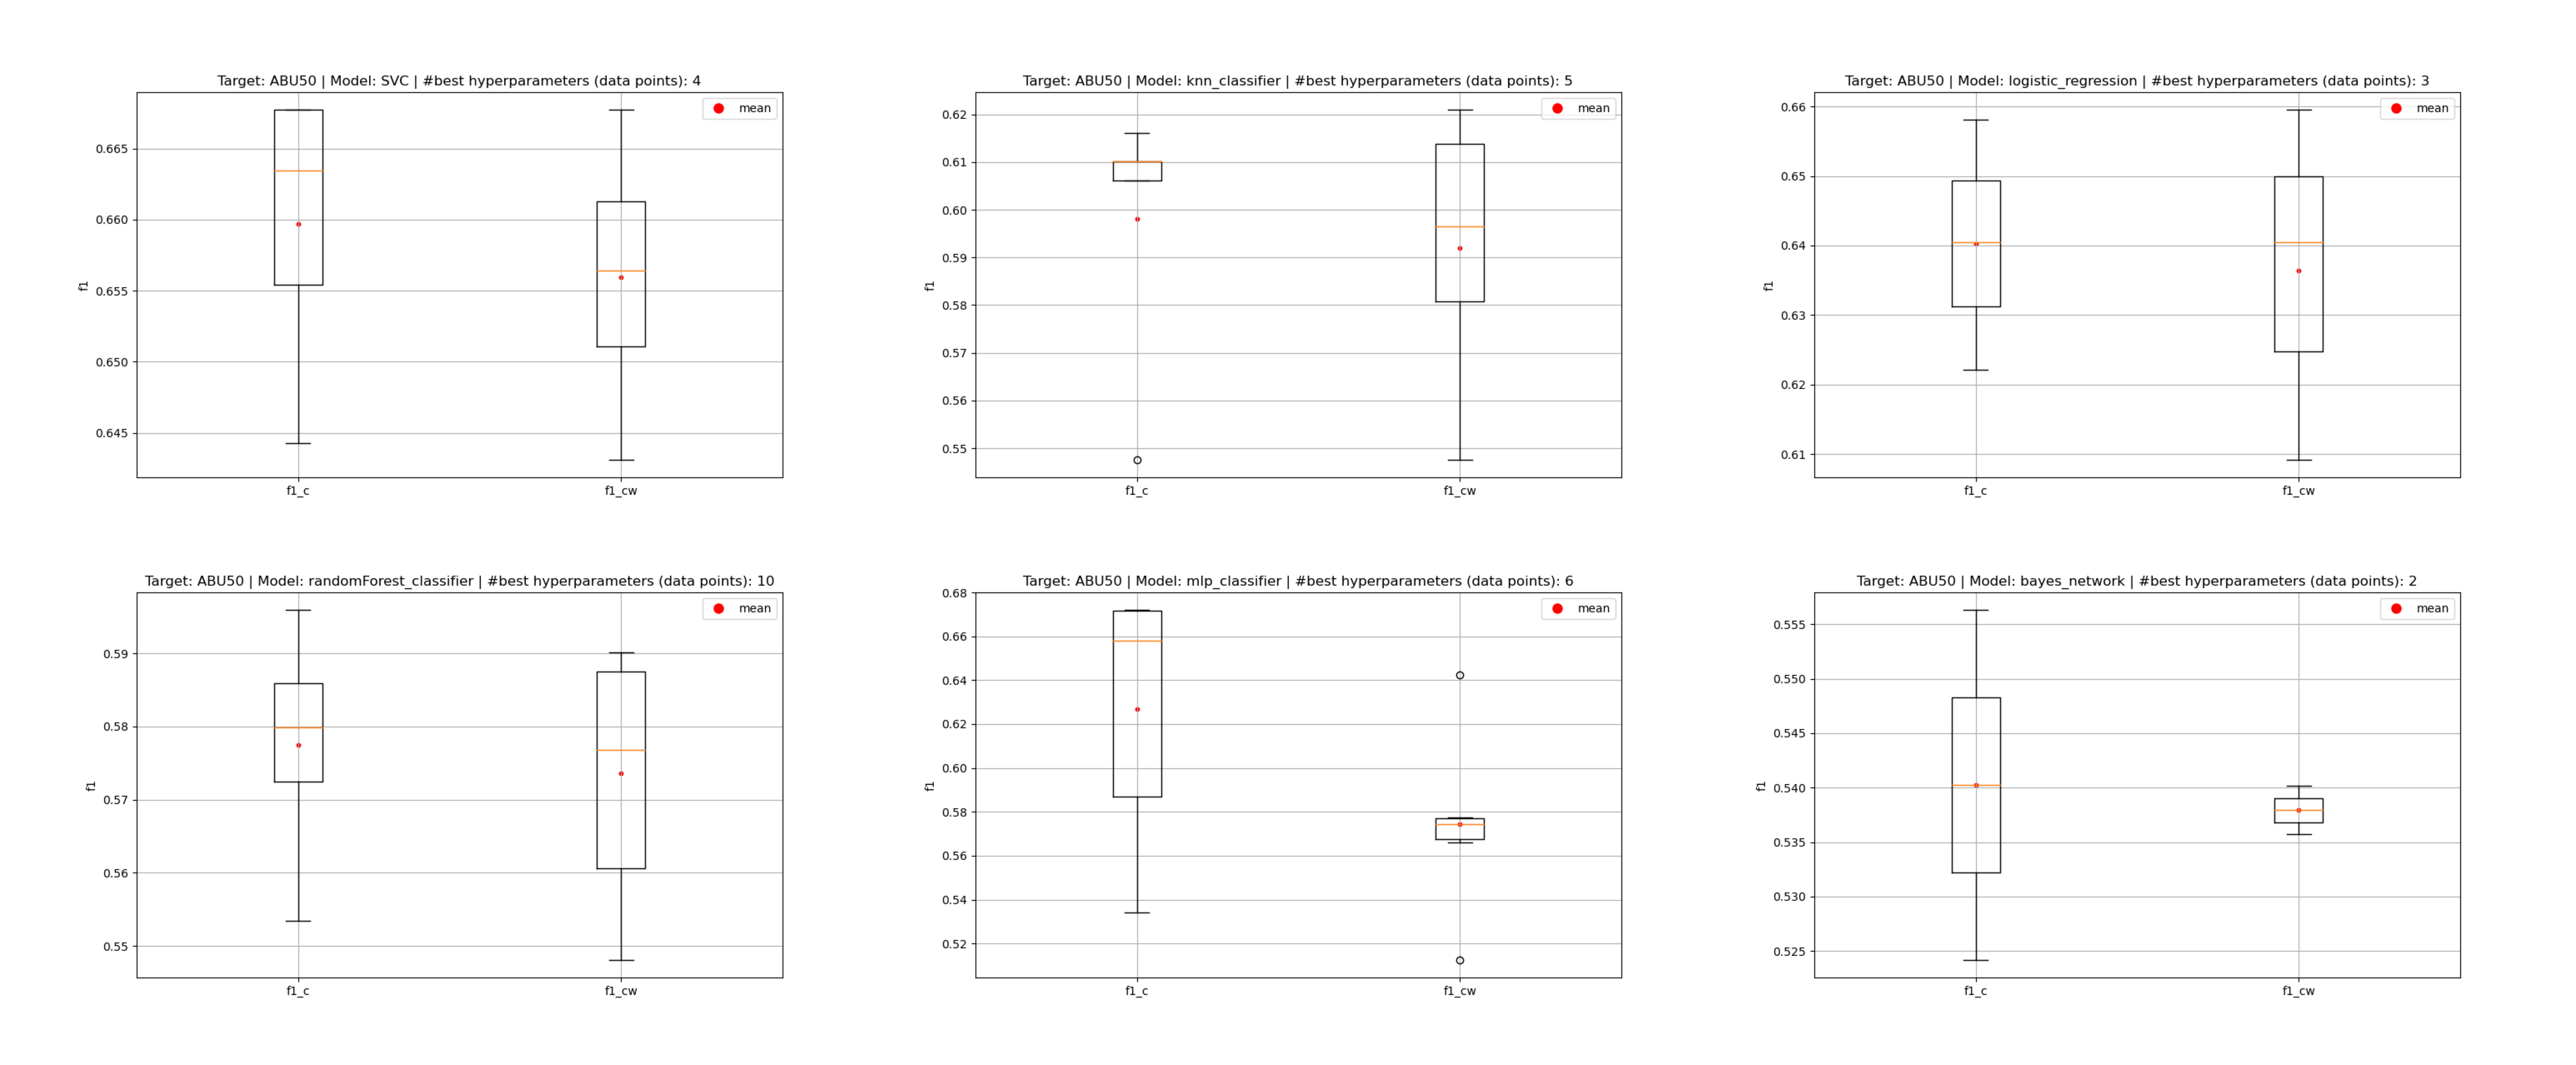 Target: ABU50 | Model: SVC | #best hyperparameters (data points): 4
mean
0.665
0.660
0.655
0.650
0.645
f1
f1_c
f1_cw
Target: ABU50 | Model: knn_classifier | #best hyperparameters (data points): 5
mean
0.62
0.61
0.60
0.59
0.58
0.57
0.56
0.55
f1
f1_c
f1_cw
Target: ABU50 | Model: logistic_regression | #best hyperparameters (data points): 3
mean
0.66
0.65
0.64
0.63
0.62
0.61
f1
f1_c
f1_cw
Target: ABU50 | Model: randomForest_classifier | #best hyperparameters (data points): 10
mean
0.59
0.58
0.57
0.56
0.55
f1
f1_c
f1_cw
Target: ABU50 | Model: mlp_classifier | #best hyperparameters (data points): 6
mean
0.68
0.66
0.64
0.62
0.60
0.58
0.56
0.54
0.52
f1
f1_c
f1_cw
Target: ABU50 | Model: bayes_network | #best hyperparameters (data points): 2
mean
0.555
0.550
0.545
0.540
0.535
0.530
0.525
f1
f1_c
f1_cw